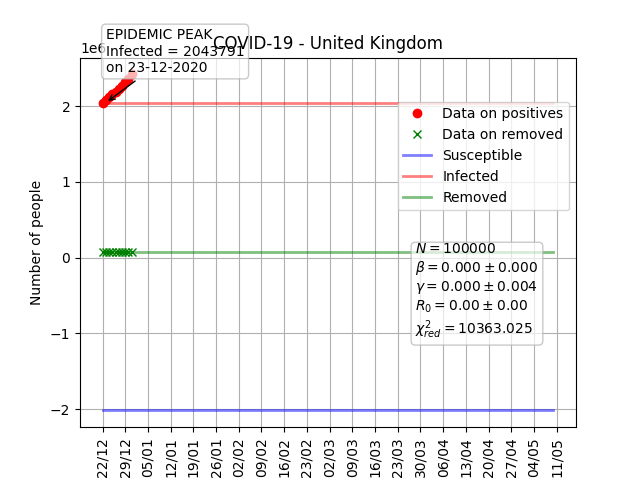 EPIDEMIC PEAK
Infected = 2043791
on 23-12-2020
COVID-19 - United Kingdom
1e6
Number of people
2
1
0
−1
−2
Data on positives
Data on removed
Susceptible
Infected
Removed
N = 100000
β = 0.000 ± 0.000
γ = 0.000 ± 0.004
R₀ = 0.00 ± 0.00
χ²red = 10363.025
22/12
29/12
05/01
12/01
19/01
26/01
02/02
09/02
16/02
23/02
02/03
09/03
16/03
23/03
30/03
06/04
13/04
20/04
27/04
04/05
11/05